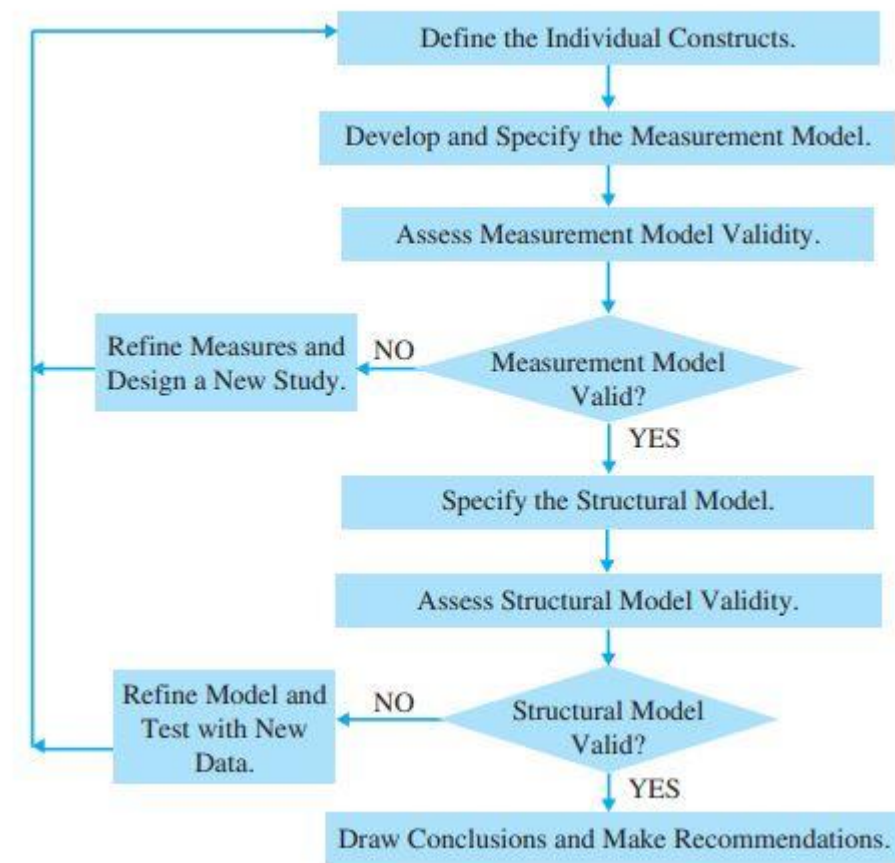 Define the Individual Constructs.
Develop and Specify the Measurement Model.
Assess Measurement Model Validity.
Refine Measures and
Design a New Study.
NO
Measurement Model
Valid?
YES
Specify the Structural Model.
Assess Structural Model Validity.
Refine Model and
Test with New
Data.
NO
Structural Model
Valid?
YES
Draw Conclusions and Make Recommendations.